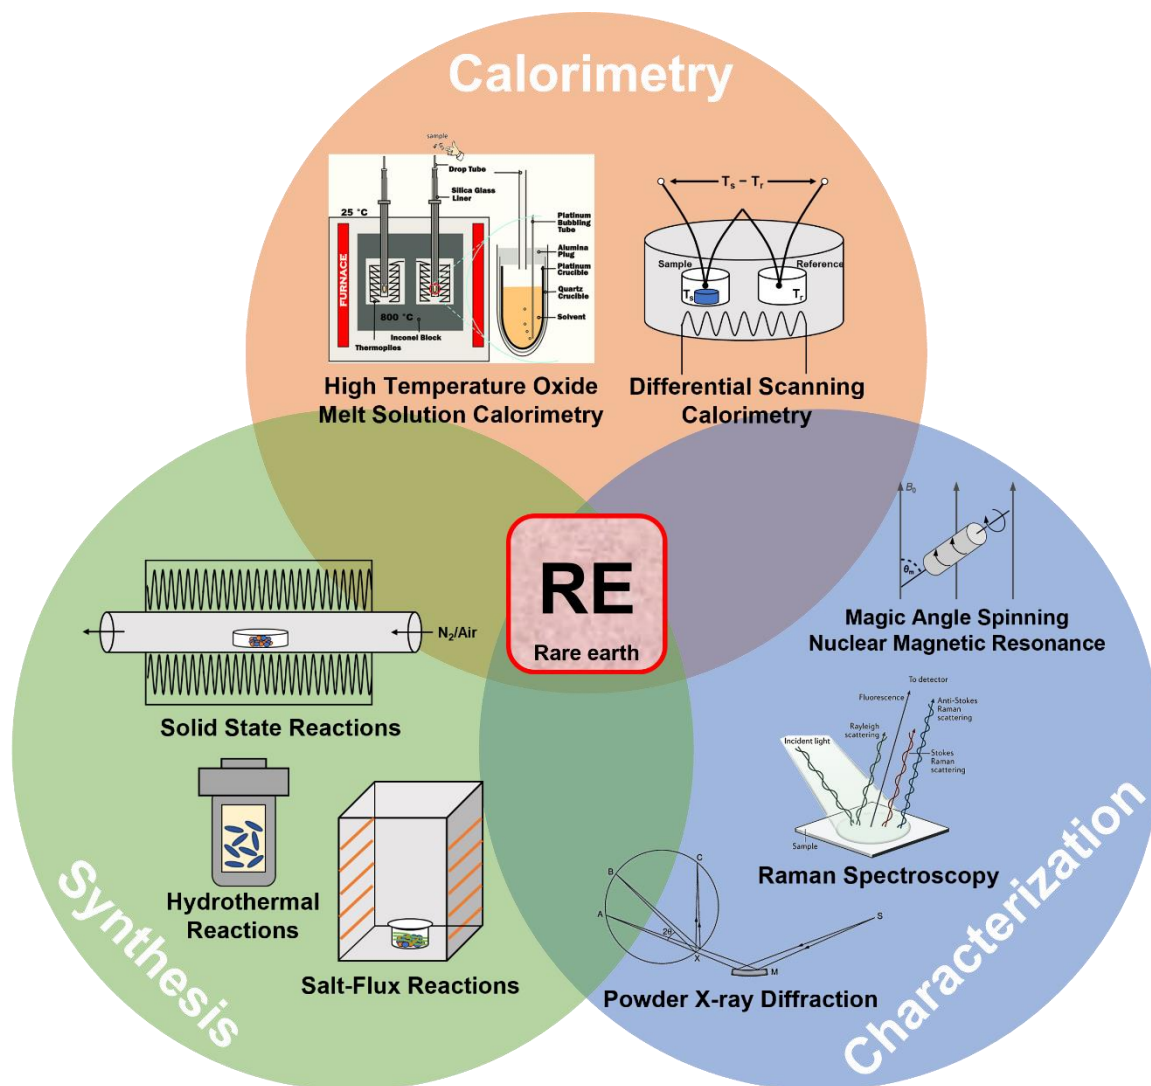 Calorimetry
sample
Drop Tube
Silica Glass
Liner
25 °C
FURNACE
800 °C
Inconel Block
Thermoplies
Platinum
Bubbling
Tube
Alumina
Plug
Platinum
Crucible
Quartz
Crucible
Solvent
High Temperature Oxide
Melt Solution Calorimetry
Ts – Tr
Sample
Reference
Ts
Tr
Differential Scanning
Calorimetry
RE
Rare earth
N2/Air
Solid State Reactions
Hydrothermal
Reactions
Salt-Flux Reactions
Synthesis
B0
θm
Magic Angle Spinning
Nuclear Magnetic Resonance
To detector
Fluorescence
Anti-Stokes
Raman
scattering
Rayleigh
scattering
Incident light
Stokes
Raman
scattering
Sample
Raman Spectroscopy
C
B
A
2θ
X
M
S
Powder X-ray Diffraction
Characterization